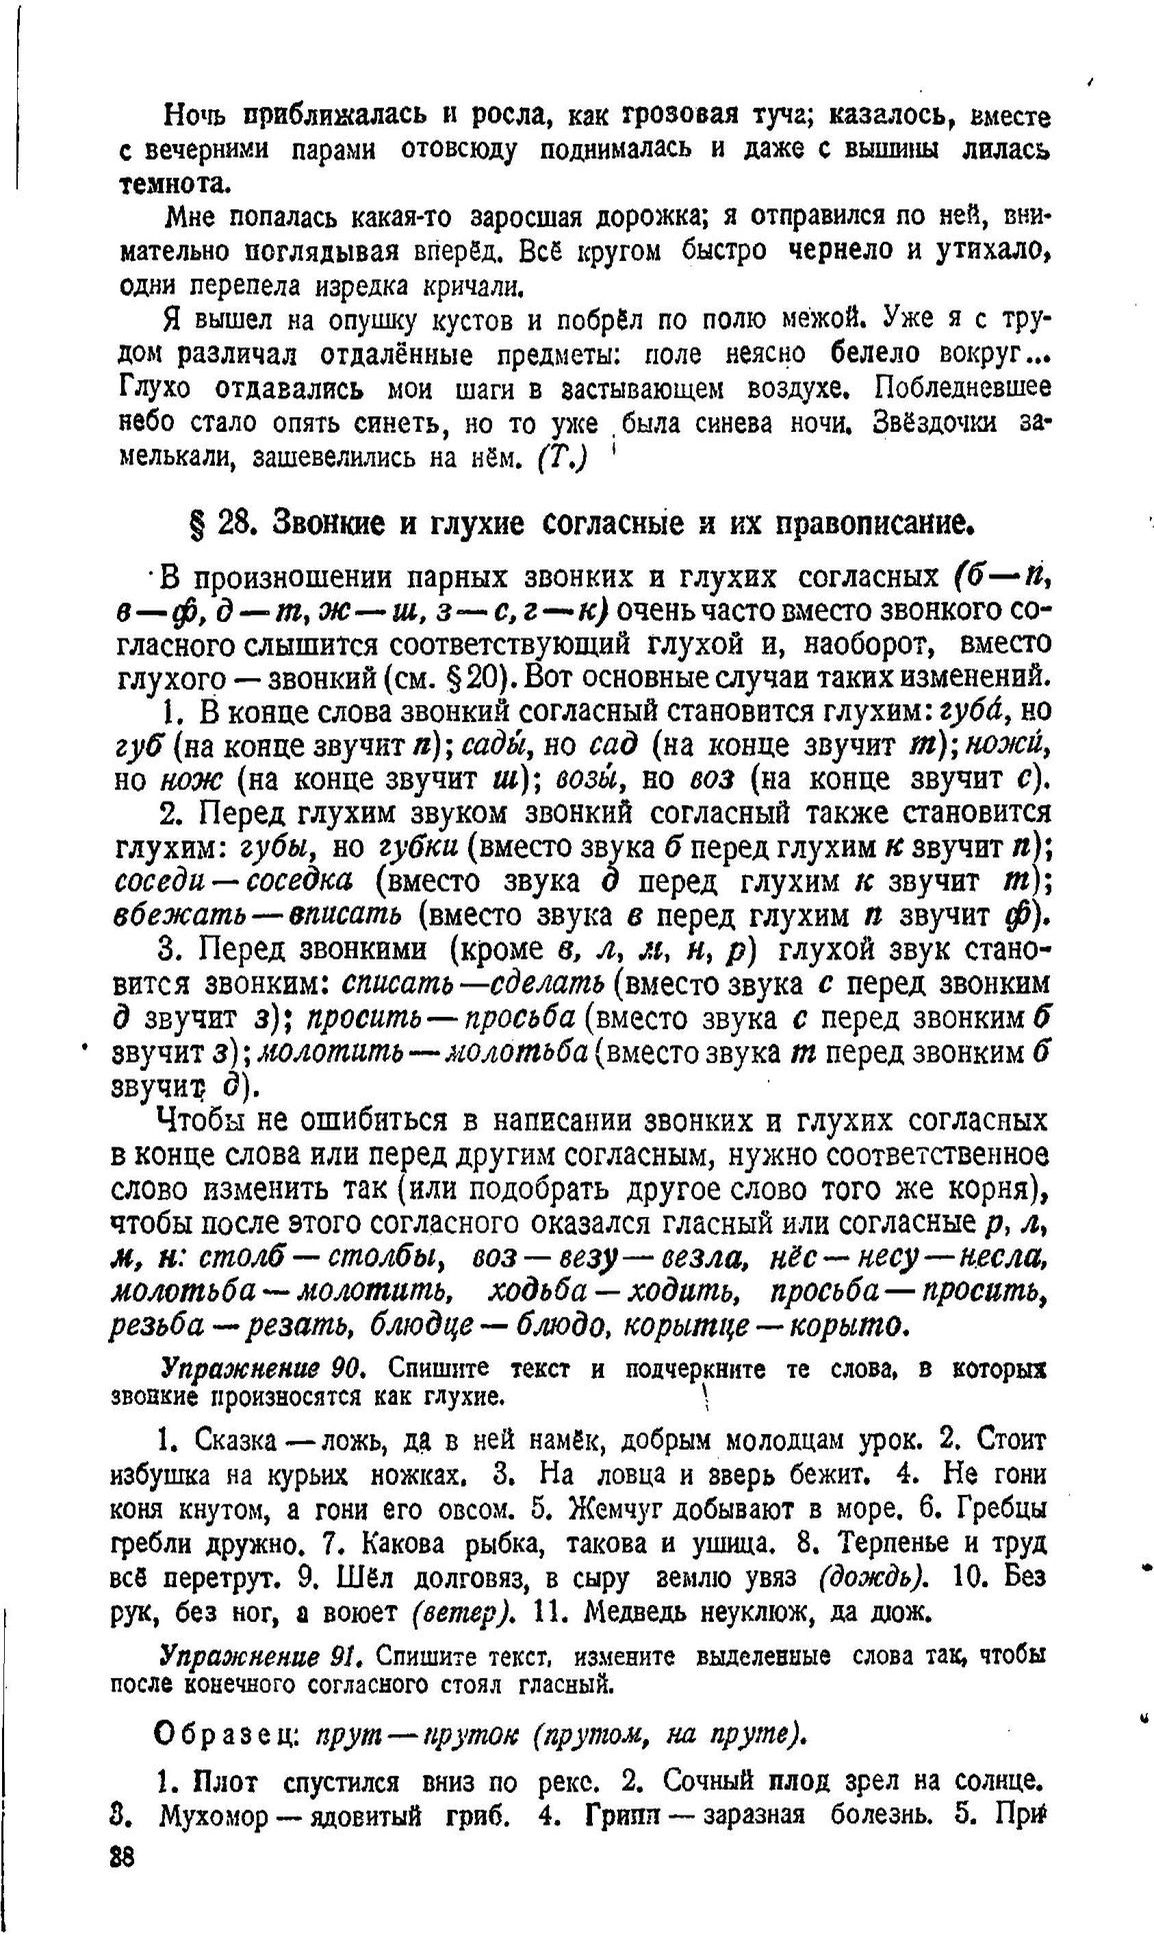 Ночь приближалась и росла, как грозовая туча; казалось, вместе
с вечерними парами отовсюду поднималась и даже с вышины лилась
темнота.
Мне попалась какая-то заросшая дорожка; я отправился по ней, вни-
мательно поглядывая вперёд. Всё кругом быстро чернело и утихало,
одни перепела изредка кричали.
Я вышел на опушку кустов и побрёл по полю межой. Уже я с тру-
дом различал отдалённые предметы: поле неясно белело вокруг...
Глухо отдавались мои шаги в застывающем воздухе. Побледневшее
небо стало опять синеть, но то уже была синева ночи. Звёздочки за-
мелькали, зашевелились на нём. (Т.)
§ 28. Звонкие и глухие согласные и их правописание.
В произношении парных звонких и глухих согласных (б—п,
в—ф, д—т, ж—ш, з—с, г—к) очень часто вместо звонкого со-
гласного слышится соответствующий глухой и, наоборот, вместо
глухого — звонкий (см. § 20). Вот основные случаи таких изменений.
1. В конце слова звонкий согласный становится глухим: губа́, но
губ (на конце звучит п); сады́, но сад (на конце звучит т); ножи́,
но нож (на конце звучит ш); возы́, но воз (на конце звучит с).
2. Перед глухим звуком звонкий согласный также становится
глухим: губы, но губки (вместо звука б перед глухим к звучит п);
соседи — соседка (вместо звука д перед глухим к звучит т);
вбежать — вписать (вместо звука в перед глухим п звучит ф).
3. Перед звонкими (кроме в, л, м, н, р) глухой звук стано-
вится звонким: списать — сделать (вместо звука с перед звонким
д звучит з); просить — просьба (вместо звука с перед звонким б
звучит з); молотить — молотьба (вместо звука т перед звонким б
звучит д).
Чтобы не ошибиться в написании звонких и глухих согласных
в конце слова или перед другим согласным, нужно соответственное
слово изменить так (или подобрать другое слово того же корня),
чтобы после этого согласного оказался гласный или согласные р, л,
м, н: столб — столбы, воз — везу — везла, нёс — несу — несла,
молотьба — молотить, ходьба — ходить, просьба — просить,
резьба — резать, блюдце — блюдо, корытце — корыто.
Упражнение 90. Спишите текст и подчеркните те слова, в которых
звонкие произносятся как глухие.
1. Сказка — ложь, да в ней намёк, добрым молодцам урок. 2. Стоит
избушка на курьих ножках. 3. На ловца и зверь бежит. 4. Не гони
коня кнутом, а гони его овсом. 5. Жемчуг добывают в море. 6. Гребцы
гребли дружно. 7. Какова рыбка, такова и ушица. 8. Терпенье и труд
всё перетрут. 9. Шёл долговяз, в сыру землю увяз (дождь). 10. Без
рук, без ног, а воюет (ветер). 11. Медведь неуклюж, да дюж.
Упражнение 91. Спишите текст, измените выделенные слова так, чтобы
после конечного согласного стоял гласный.
Образец: прут — пруток (прутом, на пруте).
1. Плот спустился вниз по реке. 2. Сочный плод зрел на солнце.
3. Мухомор — ядовитый гриб. 4. Грипп — заразная болезнь. 5. При
38